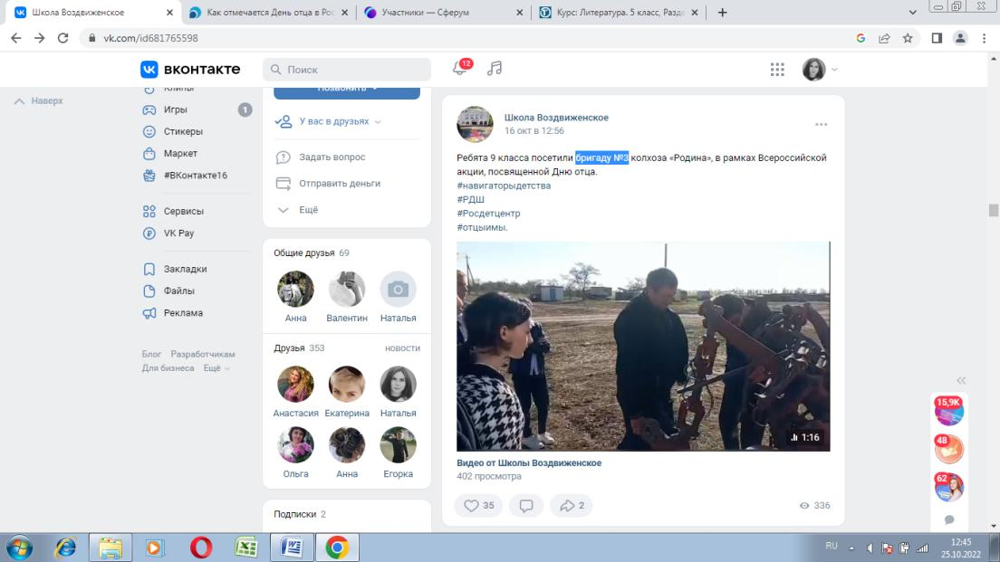 Школа Воздвиженское
Как отмечается День отца в Рос
Участники — Сферум
Курс: Литература. 5 класс, Разде
vk.com/id681765598
вконтакте
Поиск
12
Наверх
Клипы
Игры 1
Стикеры
Маркет
#ВКонтакте16
Сервисы
VK Pay
Закладки
Файлы
Реклама
Блог Разработчикам
Для бизнеса Ещё
Позвонить
У вас в друзьях
Задать вопрос
Отправить деньги
Ещё
Общие друзья 69
Анна Валентин Наталья
Друзья 353 новости
Анастасия Екатерина Наталья
Ольга Анна Егорка
Подписки 2
Школа Воздвиженское
16 окт в 12:56
Ребята 9 класса посетили бригаду №3 колхоза «Родина», в рамках Всероссийской
акции, посвященной Дню отца.
#навигаторыдетства
#РДШ
#Росдетцентр
#отцыимы.
1:16
Видео от Школы Воздвиженское
402 просмотра
35 2 336
15,9K
48
62
RU
12:45
25.10.2022